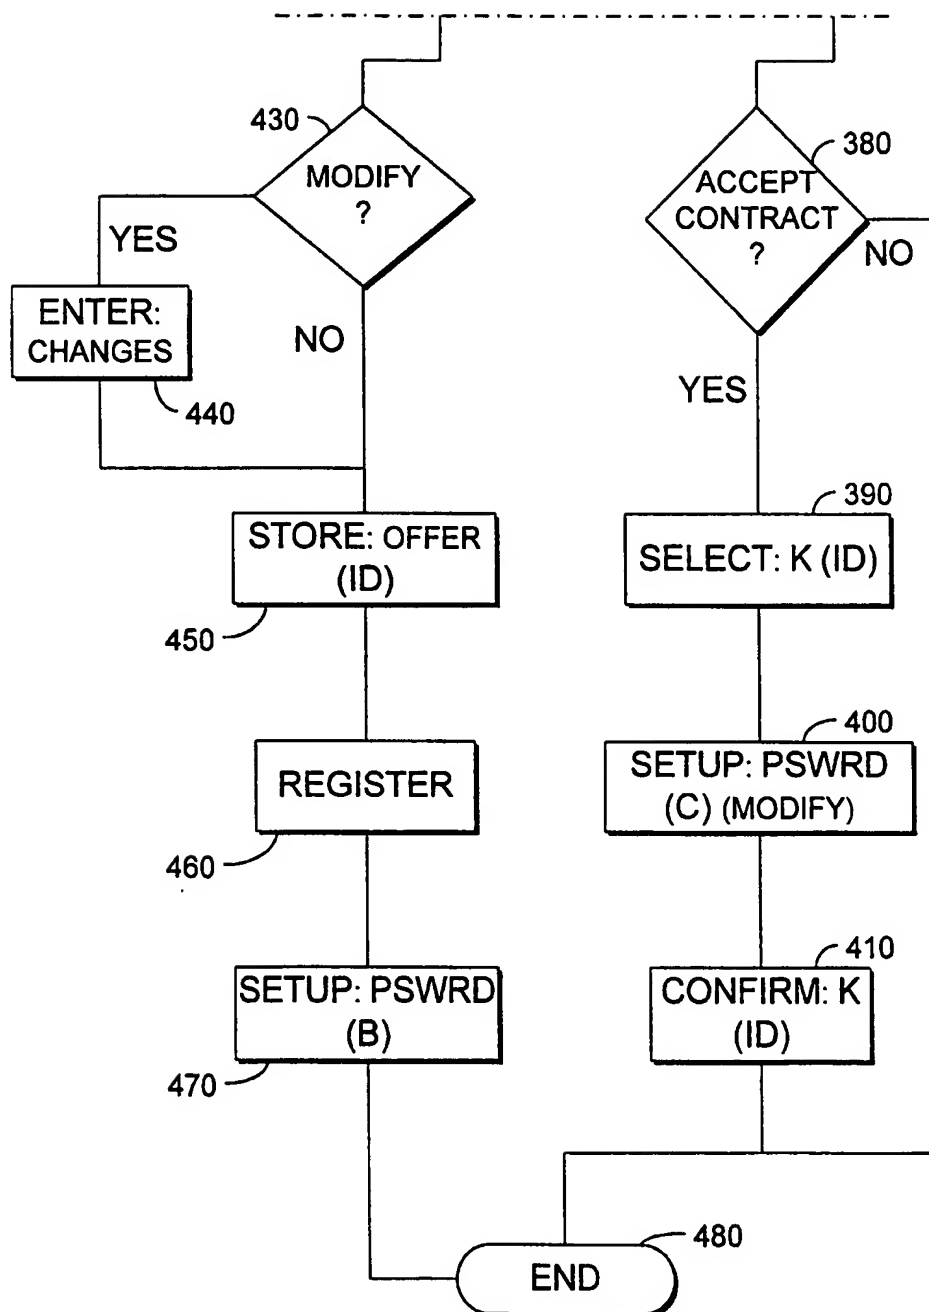 430
MODIFY
?
YES
ENTER:
CHANGES
440
NO
STORE: OFFER
(ID)
450
REGISTER
460
SETUP: PSWRD
(B)
470
380
ACCEPT
CONTRACT
?
NO
YES
390
SELECT: K (ID)
400
SETUP: PSWRD
(C) (MODIFY)
410
CONFIRM: K
(ID)
480
END